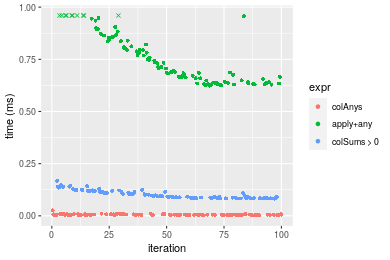 1.00
0.75
0.50
0.25
0.00
time (ms)
0
25
50
75
100
iteration
expr
colAnys
apply+any
colSums > 0